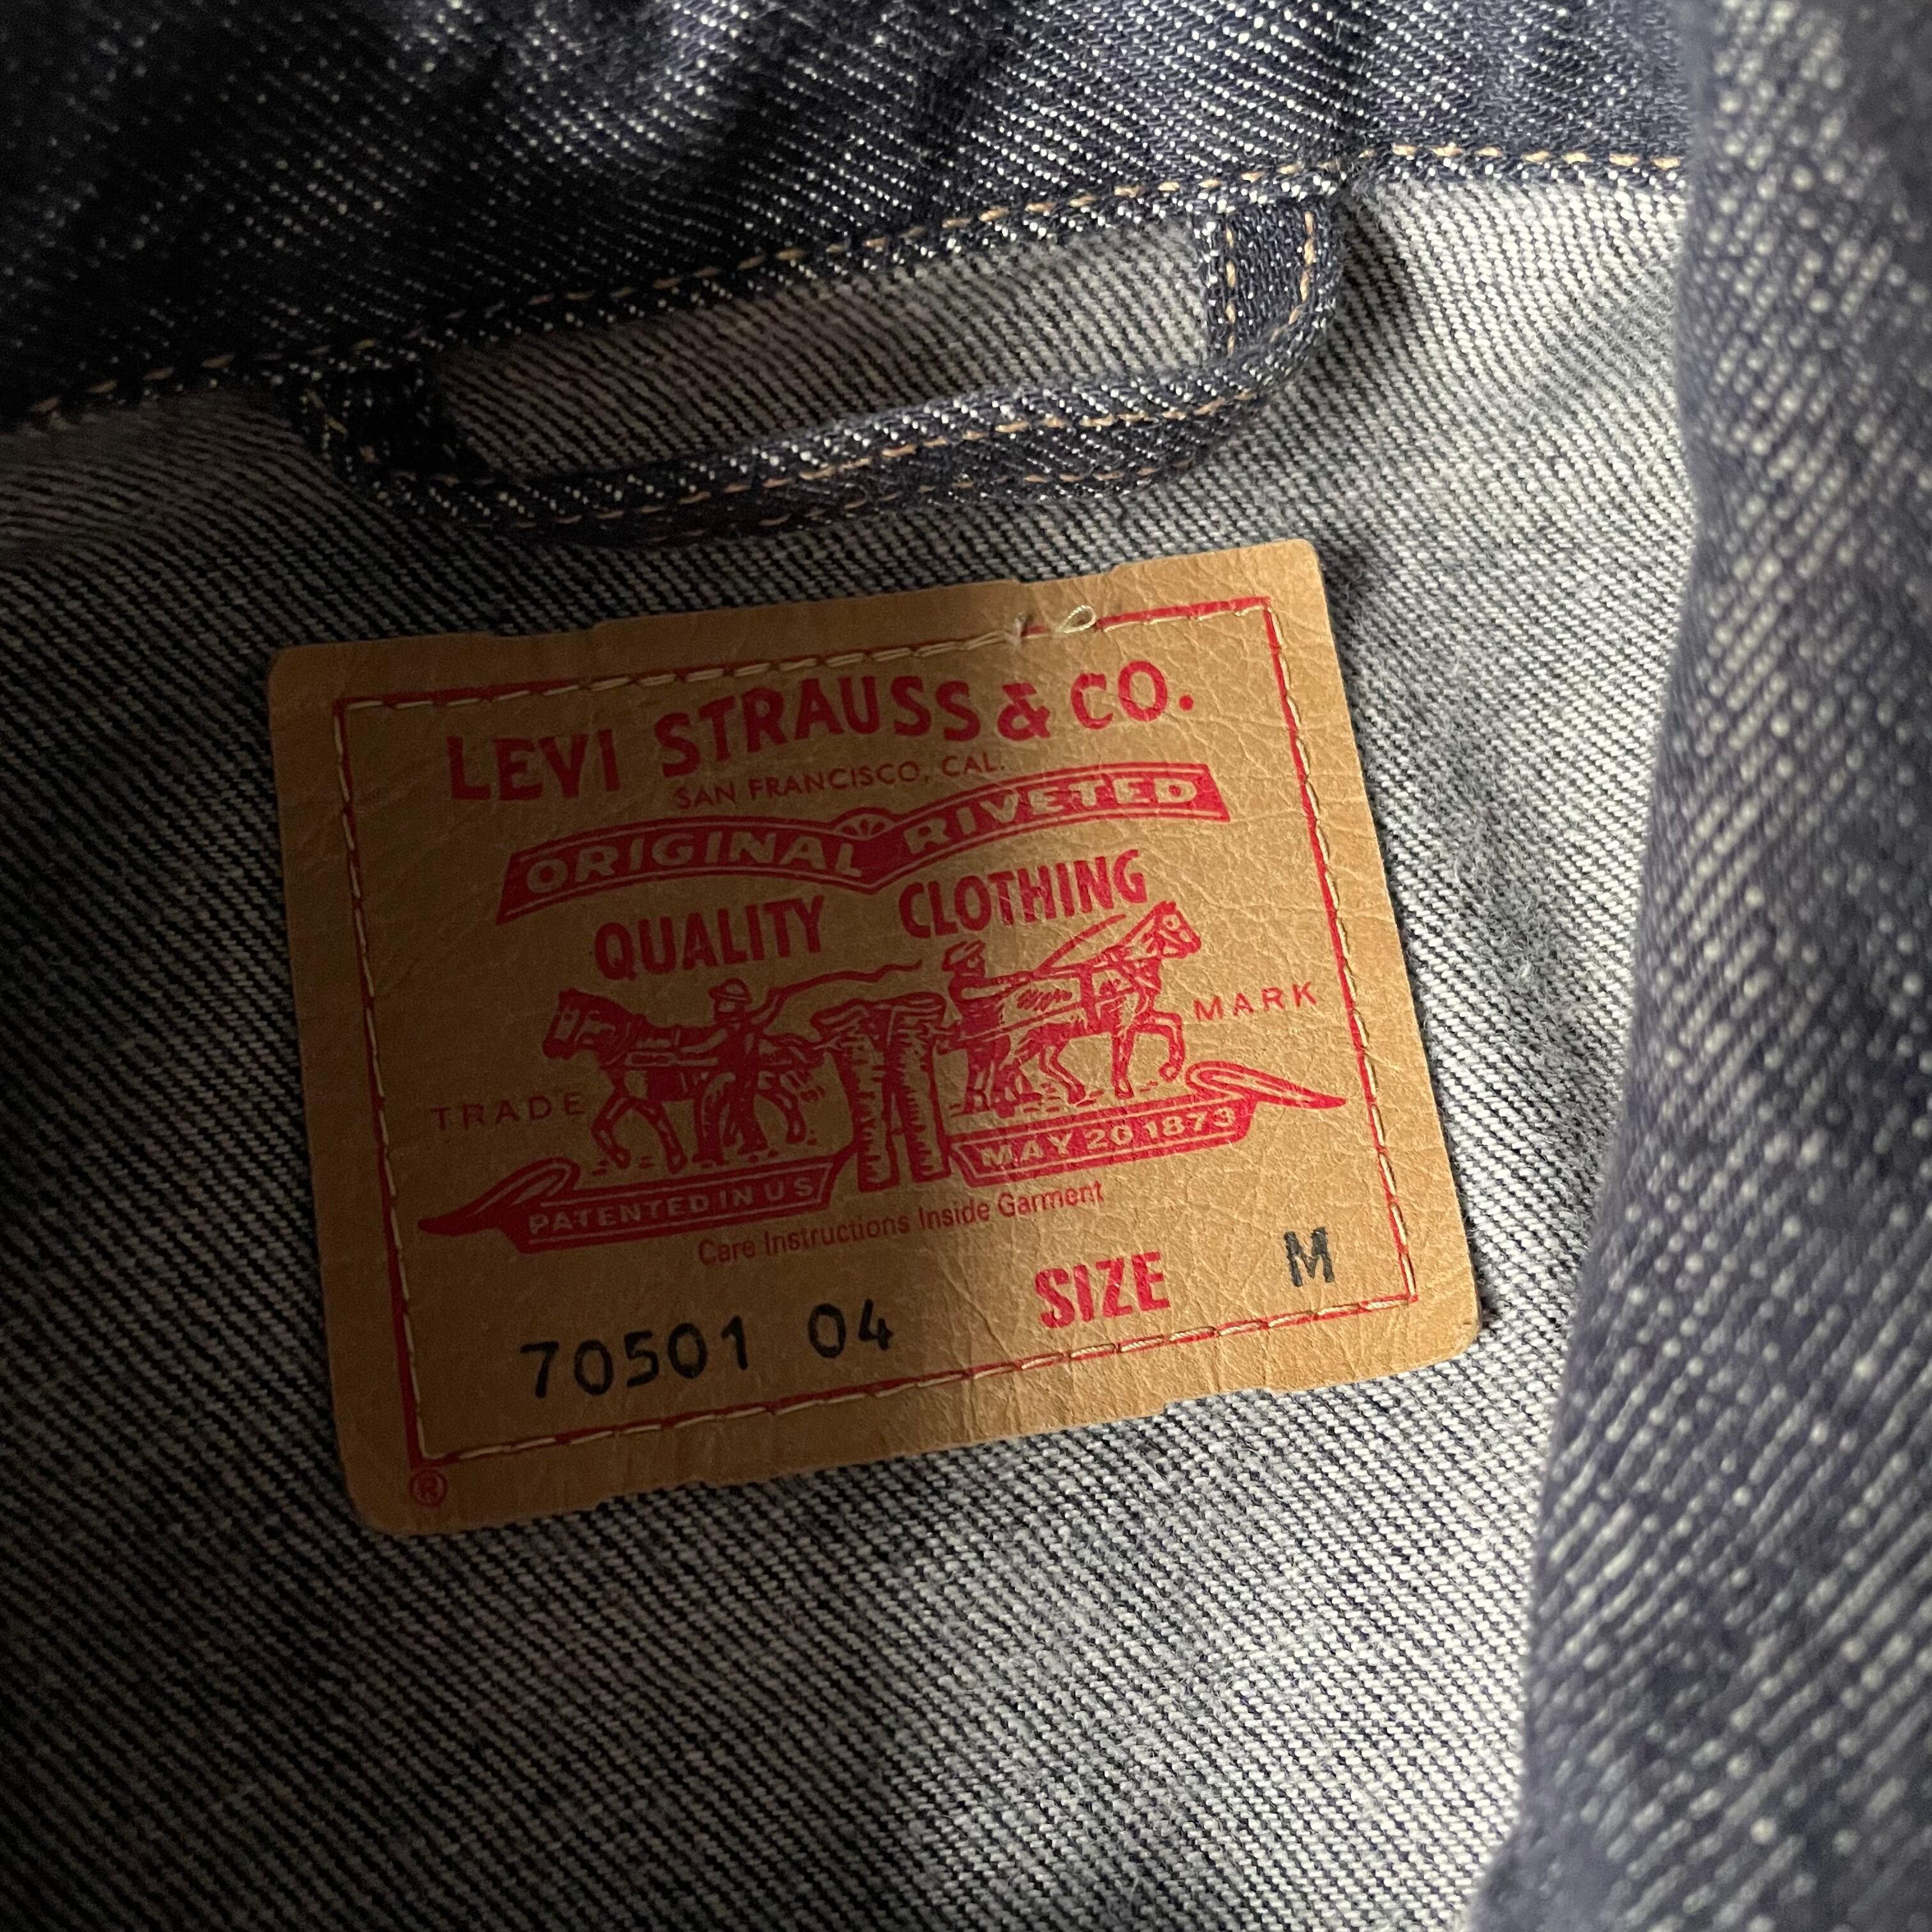 LEVI STRAUSS & CO.
SAN FRANCISCO, CAL.
ORIGINAL RIVETED
QUALITY CLOTHING
TRADE MARK
PATENTED IN U S MAY 20 1873
Care Instructions Inside Garment
70501 04 SIZE M
®